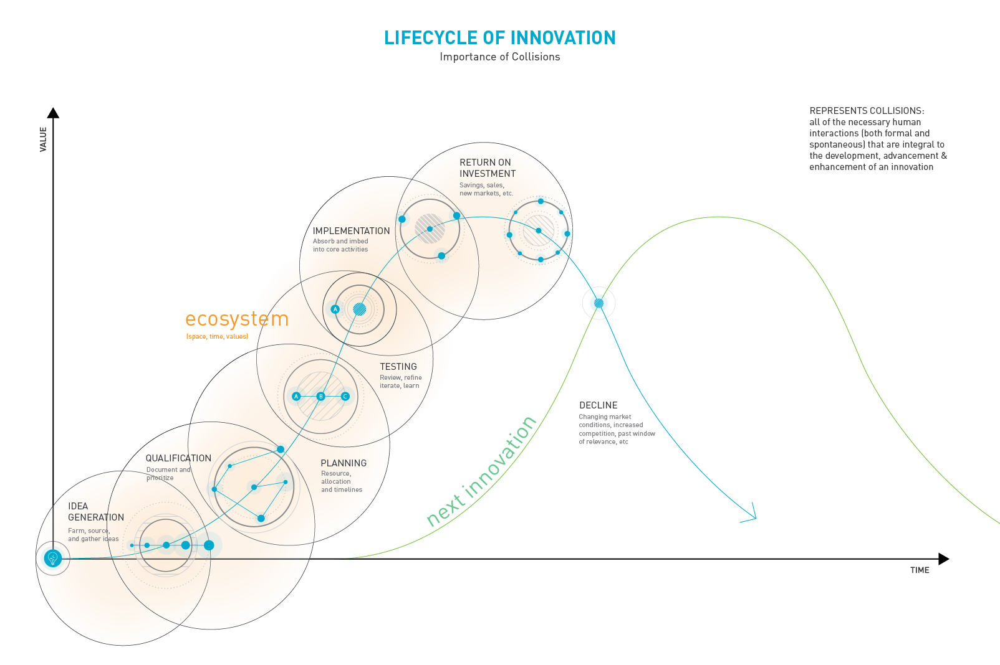 LIFECYCLE OF INNOVATION
Importance of Collisions
REPRESENTS COLLISIONS:
all of the necessary human
interactions (both formal and
spontaneous) that are integral to
the development, advancement &
enhancement of an innovation
VALUE
RETURN ON
INVESTMENT
Savings, sales,
new markets, etc.
IMPLEMENTATION
Absorb and imbed
into core activities
A
ecosystem
(space, time, values)
TESTING
Review, refine
iterate, learn
A B C
DECLINE
Changing market
conditions, increased
competition, past window
of relevance, etc
next innovation
QUALIFICATION
Document and
prioritize
PLANNING
Resource,
allocation
and timelines
IDEA
GENERATION
Farm, source,
and gather ideas
TIME